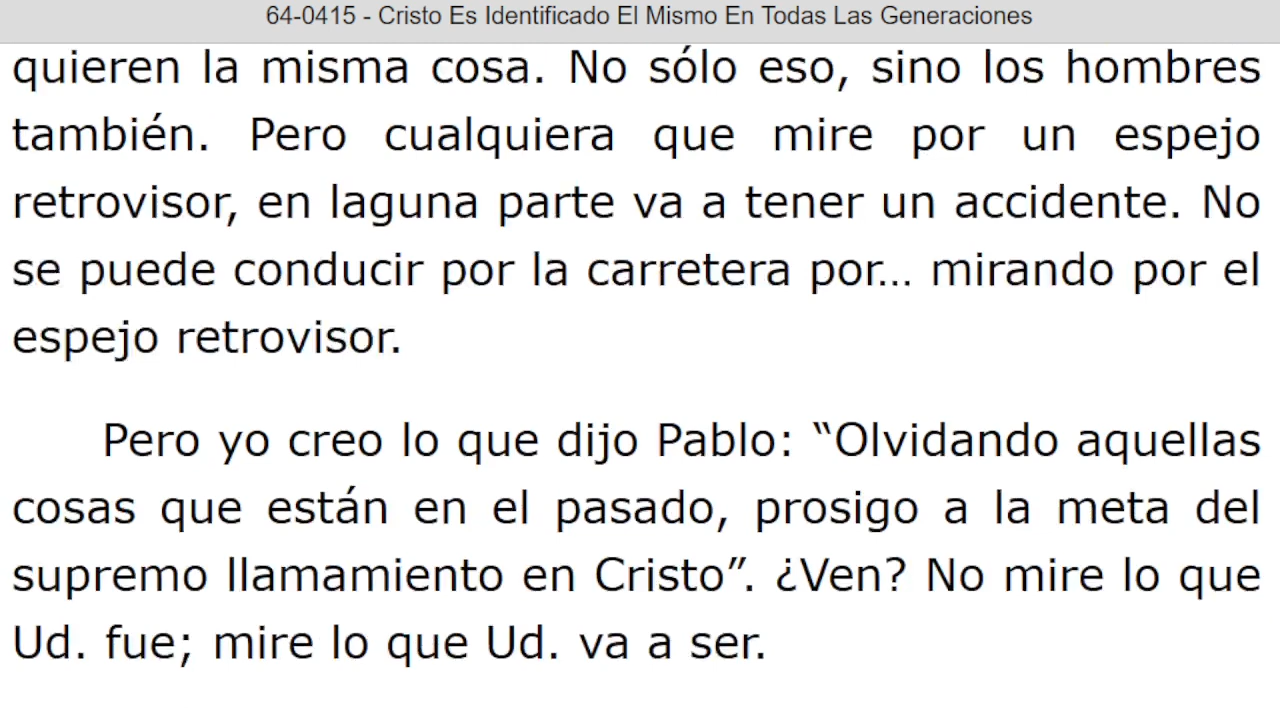 64-0415 - Cristo Es Identificado El Mismo En Todas Las Generaciones
quieren la misma cosa. No sólo eso, sino los hombres
también. Pero cualquiera que mire por un espejo
retrovisor, en laguna parte va a tener un accidente. No
se puede conducir por la carretera por... mirando por el
espejo retrovisor.
Pero yo creo lo que dijo Pablo: “Olvidando aquellas
cosas que están en el pasado, prosigo a la meta del
supremo llamamiento en Cristo”. ¿Ven? No mire lo que
Ud. fue; mire lo que Ud. va a ser.